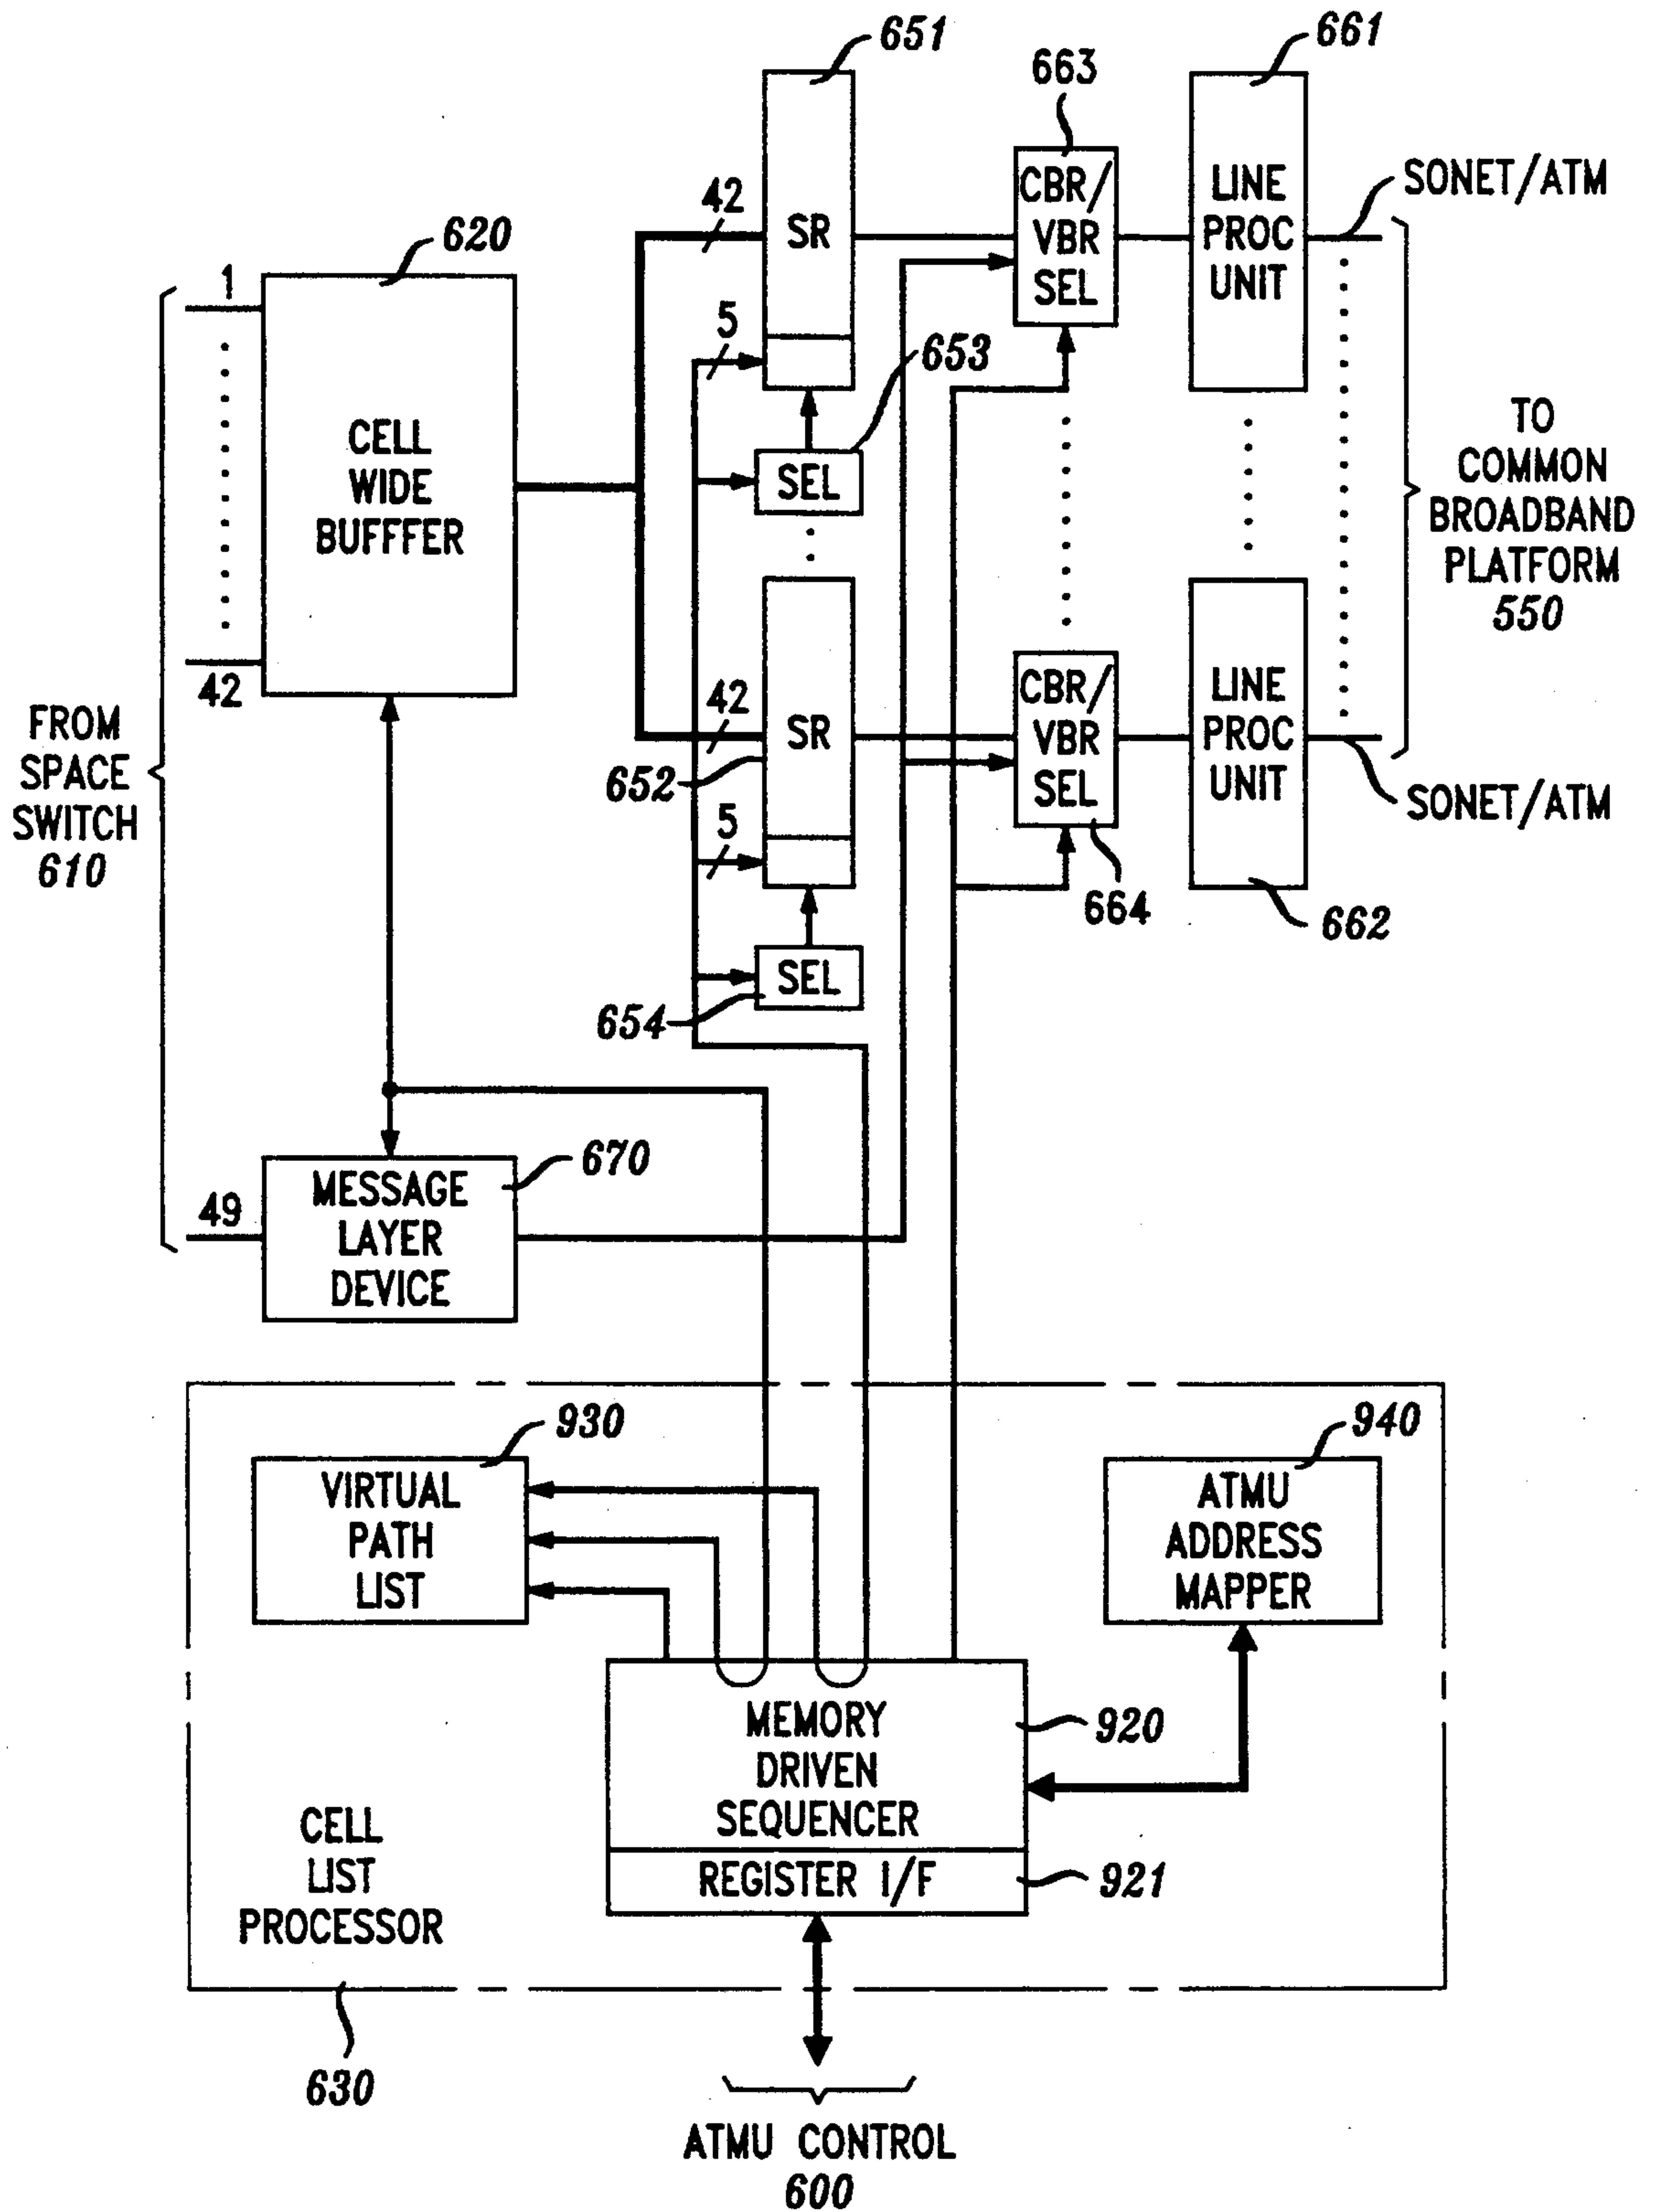 651
661
663
CBR/
VBR
SEL
LINE
PROC
UNIT
SONET/ATM
42
SR
620
1
5
653
CELL
WIDE
BUFFFER
SEL
TO
COMMON
BROADBAND
PLATFORM
550
42
42
SR
652
CBR/
VBR
SEL
LINE
PROC
UNIT
SONET/ATM
FROM
SPACE
SWITCH
610
5
664
662
SEL
654
670
49
MESSAGE
LAYER
DEVICE
930
940
VIRTUAL
PATH
LIST
ATMU
ADDRESS
MAPPER
MEMORY
DRIVEN
SEQUENCER
920
REGISTER I/F
921
CELL
LIST
PROCESSOR
630
ATMU CONTROL
600